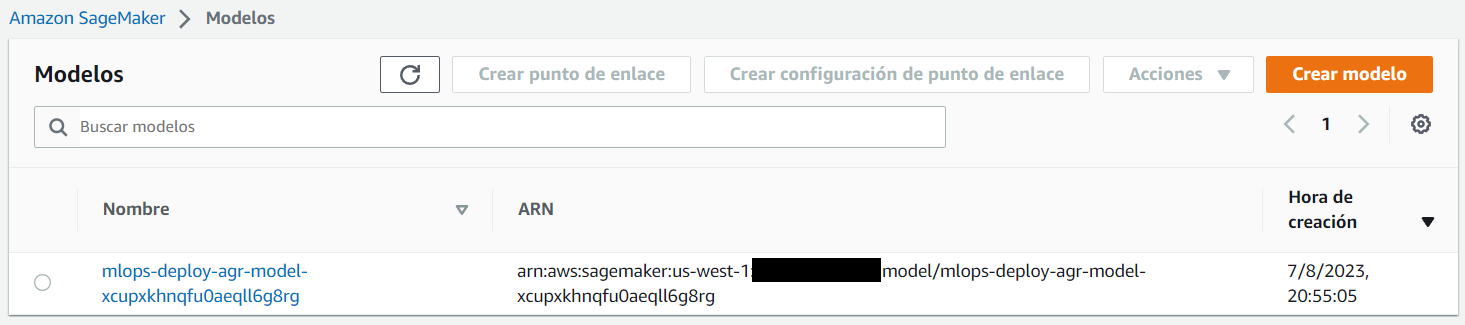 Amazon SageMaker > Modelos
Modelos
Crear punto de enlace
Crear configuración de punto de enlace
Acciones
Crear modelo
Buscar modelos
1
Nombre
ARN
Hora de
creación
mlops-deploy-agr-model-
xcupxkhnqfu0aeqll6g8rg
arn:aws:sagemaker:us-west-1: model/mlops-deploy-agr-model-
xcupxkhnqfu0aeqll6g8rg
7/8/2023,
20:55:05